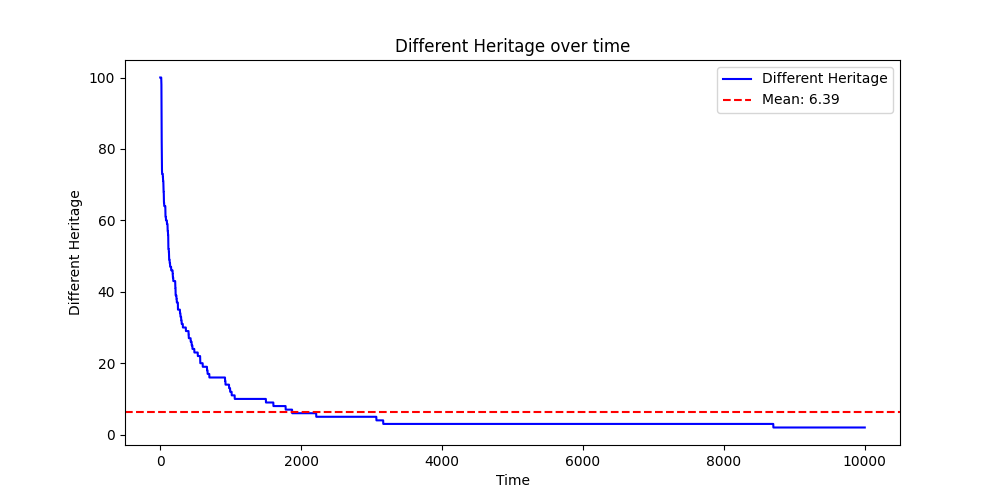 Different Heritage over time
Different Heritage
Mean: 6.39
100
80
60
40
20
0
Different Heritage
0 2000 4000 6000 8000 10000
Time